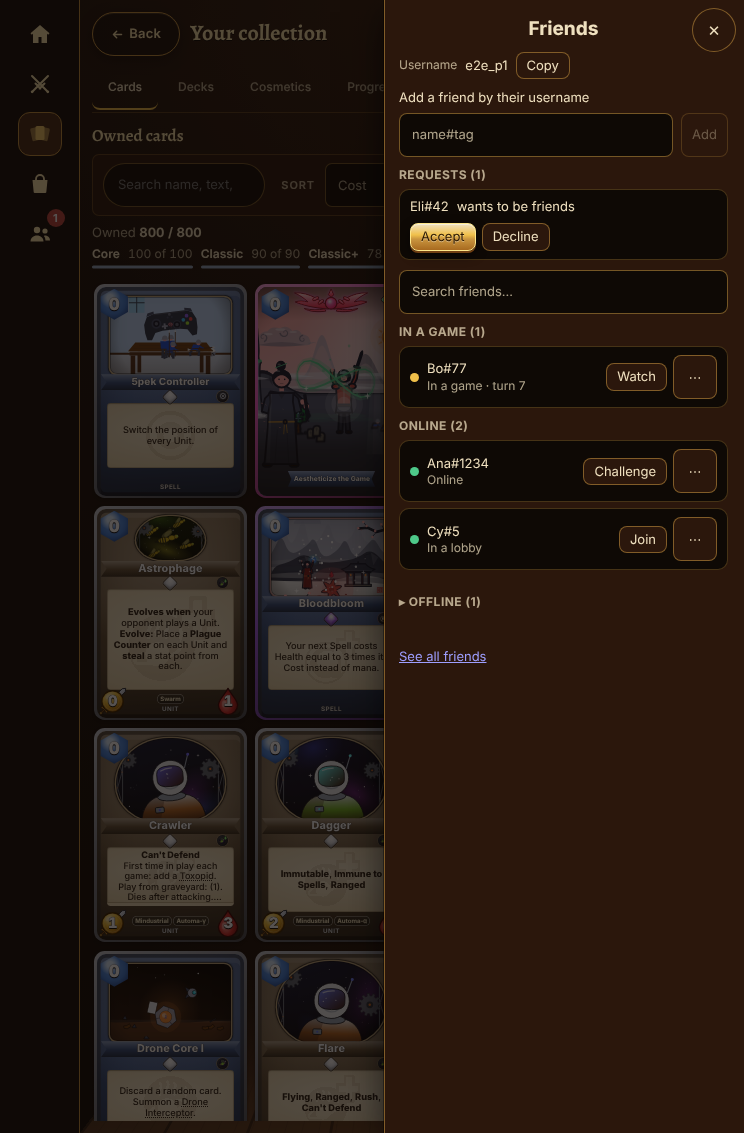 ← Back
Your collection
Cards
Decks
Cosmetics
Progre
Owned cards
Search name, text,
SORT
Cost
Owned 800 / 800
Core 100 of 100
Classic 90 of 90
Classic+ 78
0
5pek Controller
Switch the position of
every Unit.
SPELL
0
Aestheticize the Game
0
Astrophage
Evolves when your
opponent plays a Unit.
Evolve: Place a Plague
Counter on each Unit and
steal a stat point from
each.
0
Swarm
UNIT
1
0
Bloodbloom
Your next Spell costs
Health equal to 3 times it
Cost instead of mana.
SPELL
0
Crawler
Can't Defend
First time in play each
game: add a Toxopid.
Play from graveyard: (1).
Dies after attacking....
1
Mindustrial
Automa-y
UNIT
3
0
Dagger
Immutable, Immune to
Spells, Ranged
2
Mindustrial
UNIT
0
Drone Core I
Discard a random card.
Summon a Drone
Interceptor.
0
Flare
Flying, Ranged, Rush,
Can't Defend
1
Friends
×
Username e2e_p1 Copy
Add a friend by their username
name#tag
Add
REQUESTS (1)
Eli#42 wants to be friends
Accept
Decline
Search friends...
IN A GAME (1)
Bo#77
In a game · turn 7
Watch
...
ONLINE (2)
Ana#1234
Online
Challenge
...
Cy#5
In a lobby
Join
...
▸ OFFLINE (1)
See all friends